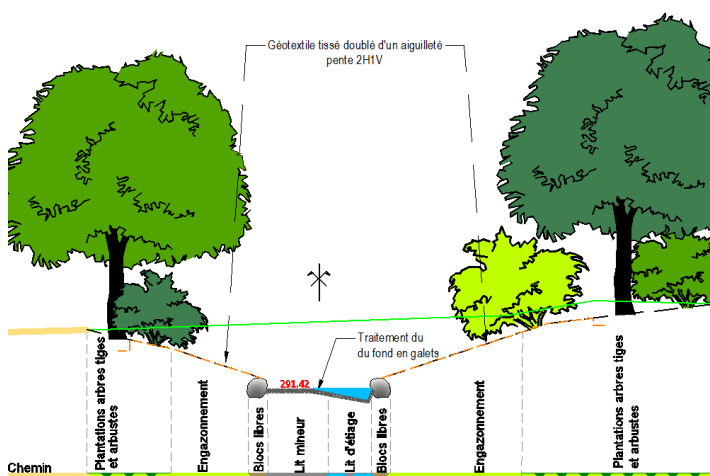 Géotextile tissé doublé d'un aiguilleté
pente 2H1V
Traitement du
du fond en galets
291.42
Plantations arbres tiges
et arbustes
Engazonnement
Blocs libres
Lit mineur
Lit d'étiage
Blocs libres
Engazonnement
Plantations arbres tiges
et arbustes
Chemin